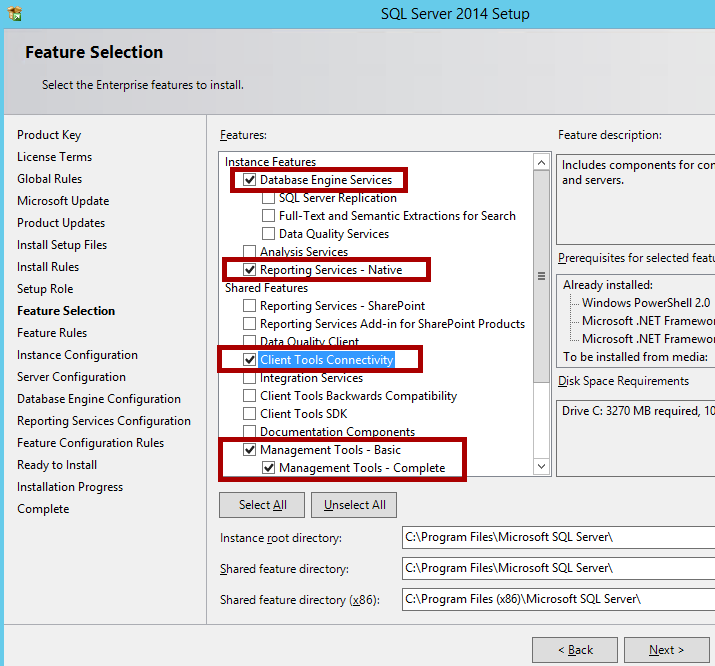 SQL Server 2014 Setup
Feature Selection
Select the Enterprise features to install.
Product Key
License Terms
Global Rules
Microsoft Update
Product Updates
Install Setup Files
Install Rules
Setup Role
Feature Selection
Feature Rules
Instance Configuration
Server Configuration
Database Engine Configuration
Reporting Services Configuration
Feature Configuration Rules
Ready to Install
Installation Progress
Complete
Features:
Instance Features
Database Engine Services
SQL Server Replication
Full-Text and Semantic Extractions for Search
Data Quality Services
Analysis Services
Reporting Services - Native
Shared Features
Reporting Services - SharePoint
Reporting Services Add-in for SharePoint Products
Data Quality Client
Client Tools Connectivity
Integration Services
Client Tools Backwards Compatibility
Client Tools SDK
Documentation Components
Management Tools - Basic
Management Tools - Complete
Select All
Unselect All
Feature description:
Includes components for con
and servers.
Prerequisites for selected featu
Already installed:
Windows PowerShell 2.0
Microsoft .NET Framewor
Microsoft .NET Framewor
To be installed from media:
Disk Space Requirements
Drive C: 3270 MB required, 10
Instance root directory:
C:\Program Files\Microsoft SQL Server\
Shared feature directory:
C:\Program Files\Microsoft SQL Server\
Shared feature directory (x86):
C:\Program Files (x86)\Microsoft SQL Server\
< Back
Next >